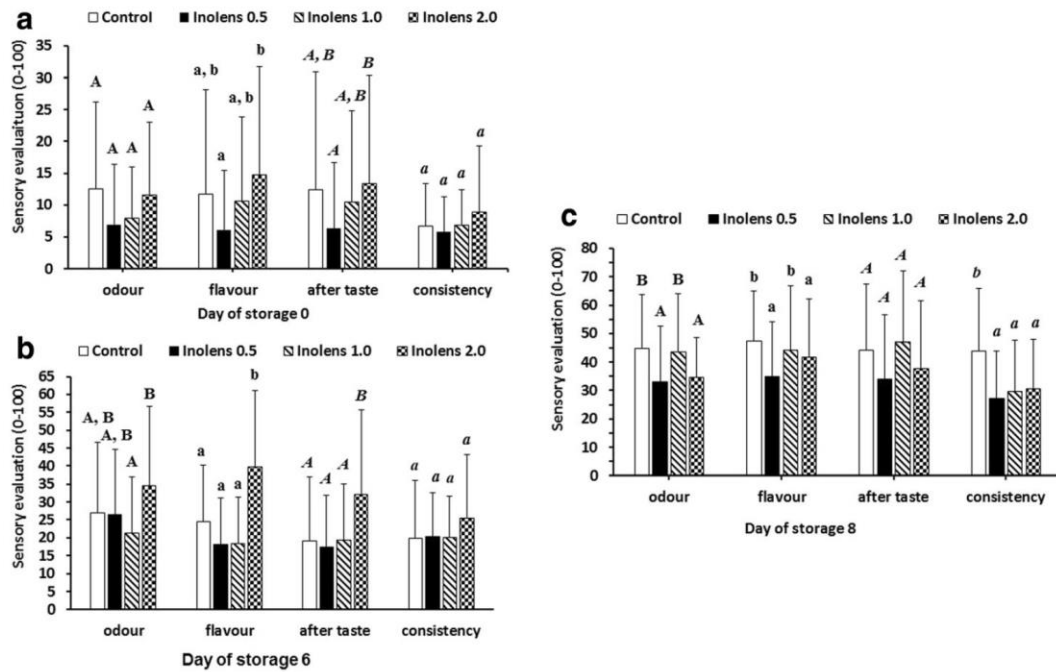 a
Control Inolens 0.5 Inolens 1.0 Inolens 2.0
Sensory evaluaituon (0-100)
35
30
25
20
15
10
5
0
A A A A
a, b a a, b b
A, B A A, B B
a a a a
odour flavour after taste consistency
Day of storage 0
b
Control Inolens 0.5 Inolens 1.0 Inolens 2.0
Sensory evaluation (0-100)
65
60
55
50
45
40
35
30
25
20
15
10
5
0
A, B A, B A B
a a a b
A A A B
a a a a
odour flavour after taste consistency
Day of storage 6
c
Control Inolens 0.5 Inolens 1.0 Inolens 2.0
Sensory evaluation (0-100)
80
70
60
50
40
30
20
10
0
B A B A
b a b a
A A A A
b a a a
odour flavour after taste consistency
Day of storage 8